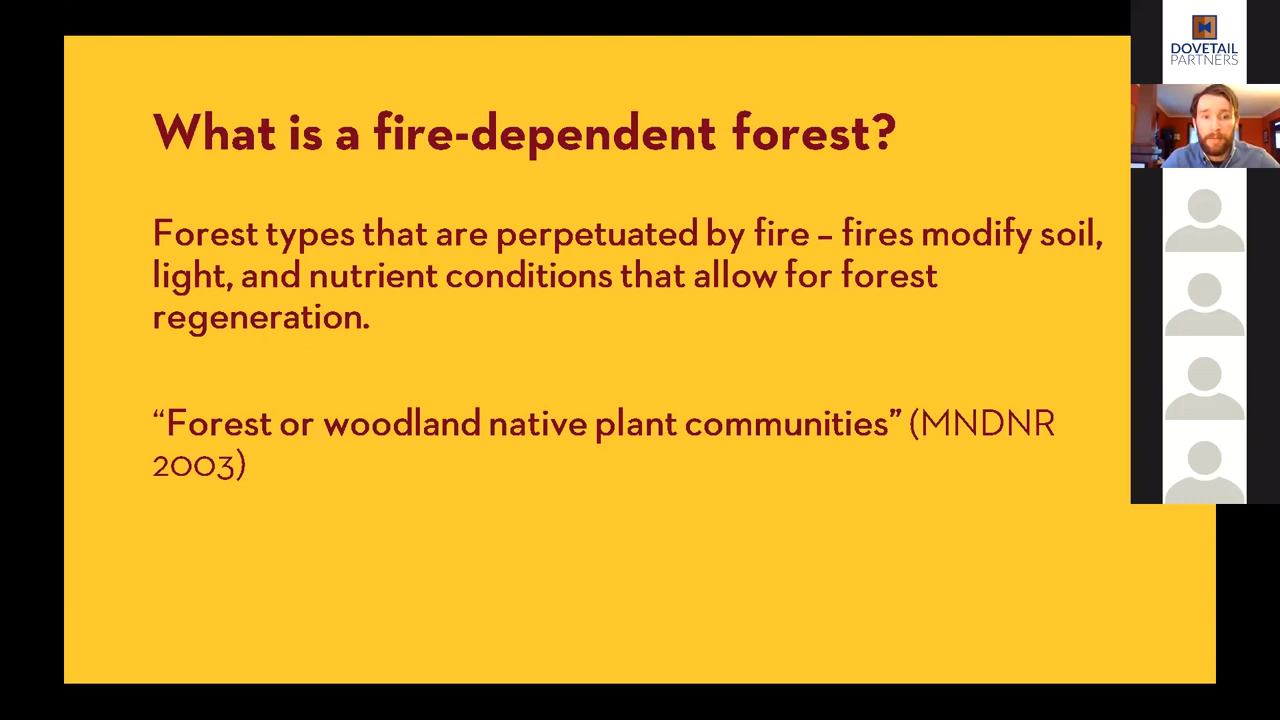 What is a fire-dependent forest?
Forest types that are perpetuated by fire – fires modify soil,
light, and nutrient conditions that allow for forest
regeneration.
“Forest or woodland native plant communities” (MNDNR
2003)
DOVETAIL
PARTNERS